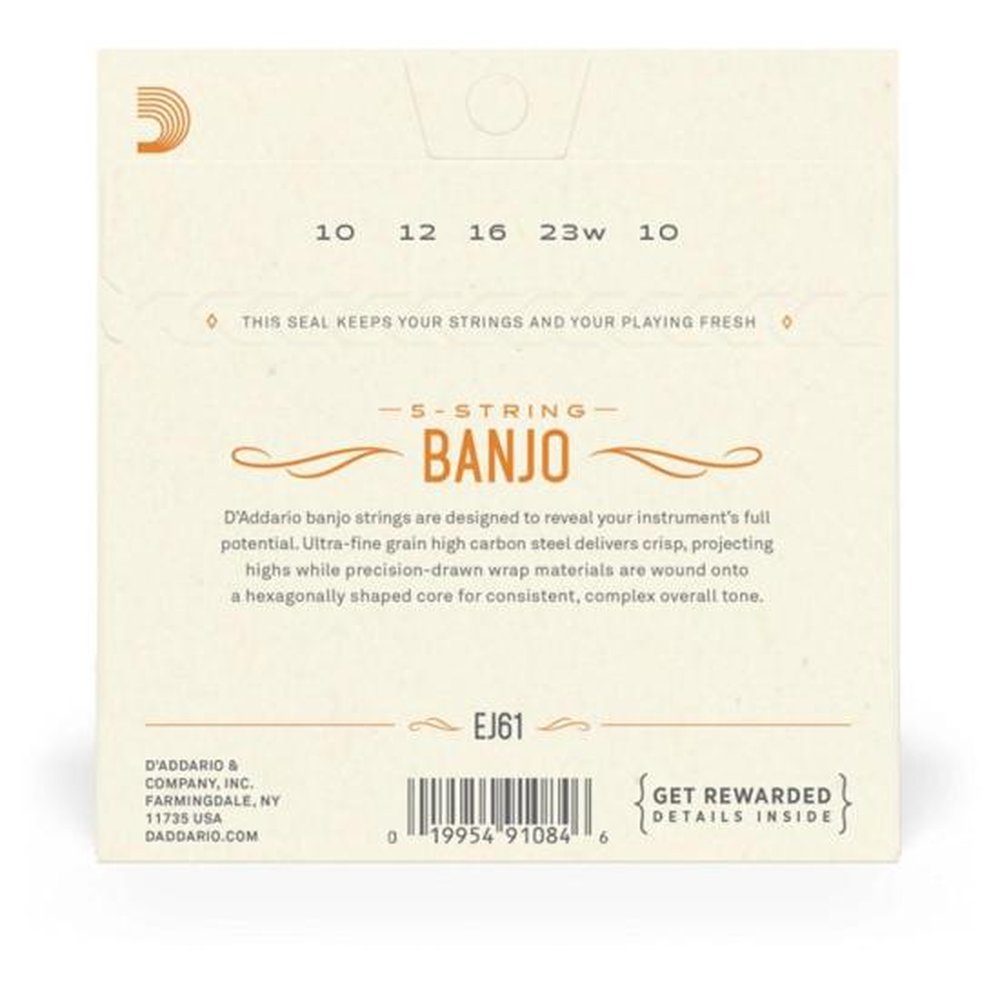 10 12 16 23w 10
THIS SEAL KEEPS YOUR STRINGS AND YOUR PLAYING FRESH
5-STRING
BANJO
D'Addario banjo strings are designed to reveal your instrument's full
potential. Ultra-fine grain high carbon steel delivers crisp, projecting
highs while precision-drawn wrap materials are wound onto
a hexagonally shaped core for consistent, complex overall tone.
EJ61
D'ADDARIO &
COMPANY, INC.
FARMINGDALE, NY
11735 USA
DADDARIO.COM
0 19954 91084 6
{GET REWARDED
DETAILS INSIDE}